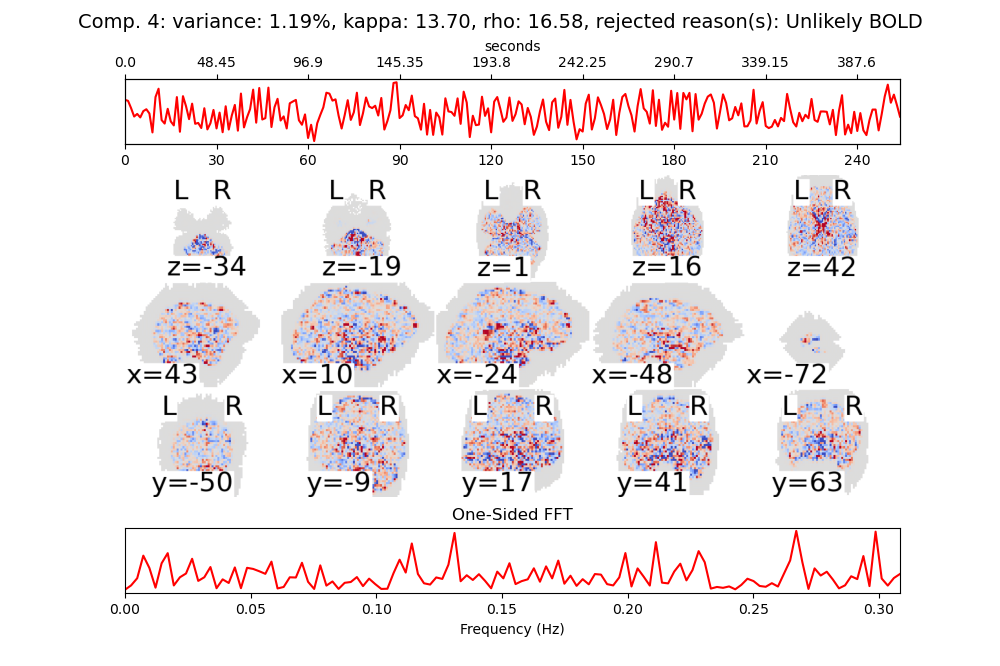 Comp. 4: variance: 1.19%, kappa: 13.70, rho: 16.58, rejected reason(s): Unlikely BOLD
seconds
0.0 48.45 96.9 145.35 193.8 242.25 290.7 339.15 387.6
0 30 60 90 120 150 180 210 240
L R L R L R L R L R
z=-34 z=-19 z=1 z=16 z=42
x=43 x=10 x=-24 x=-48 x=-72
L R L R L R L R L R
y=-50 y=-9 y=17 y=41 y=63
One-Sided FFT
0.00 0.05 0.10 0.15 0.20 0.25 0.30
Frequency (Hz)